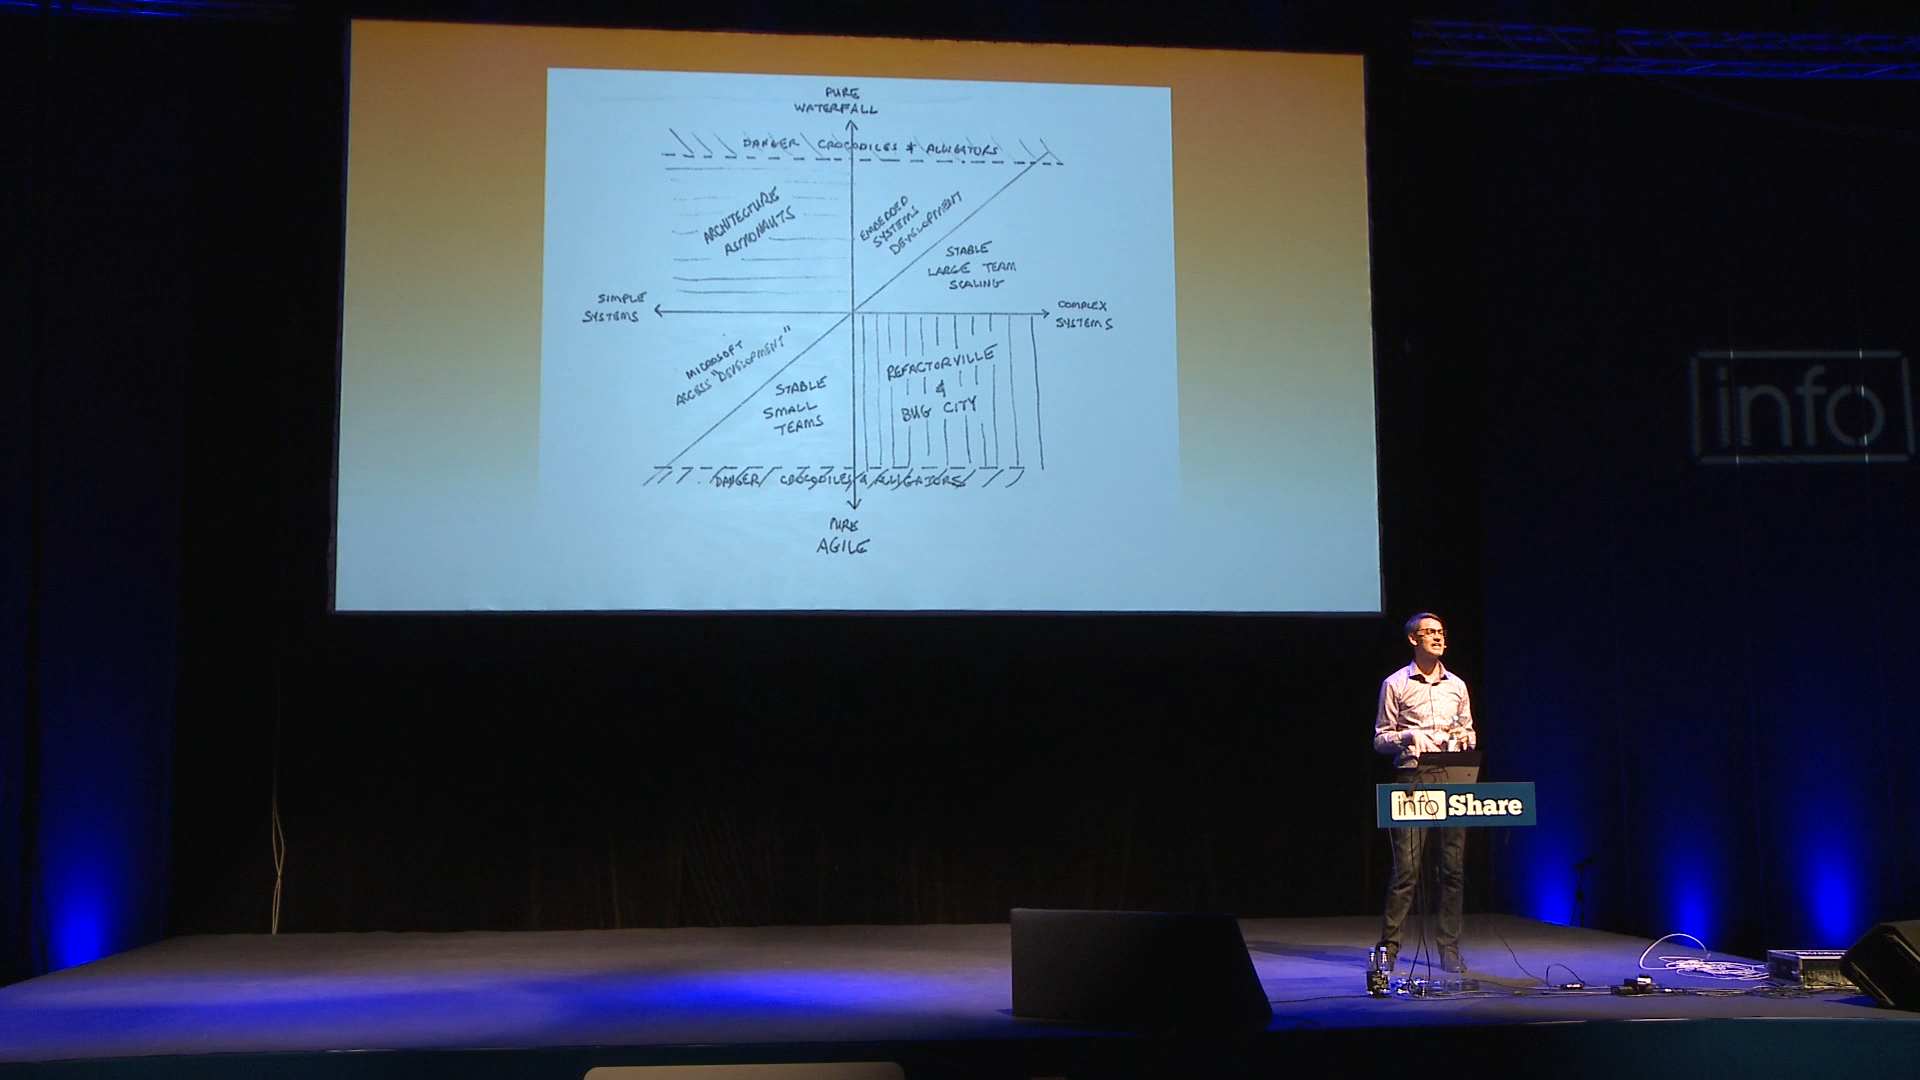 PURE
WATERFALL
DANGER CROCODILES & ALLIGATORS
ARCHITECTURE
ASTRONAUTS
EMBEDDED
SYSTEMS
DEVELOPMENT
STABLE
LARGE TEAM
SCALING
SIMPLE
SYSTEMS
COMPLEX
SYSTEMS
MICROSOFT
ACCESS "DEVELOPMENT"
STABLE
SMALL
TEAMS
REFACTORVILLE
&
BUG CITY
DANGER CROCODILES & ALLIGATORS
PURE
AGILE
info
info Share